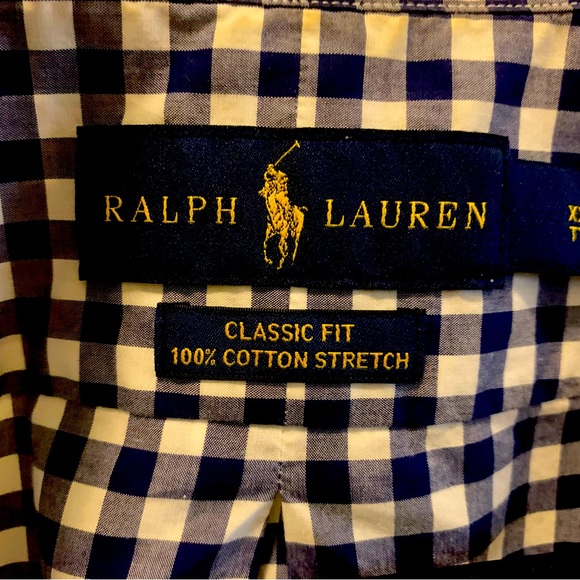 RALPH LAUREN
CLASSIC FIT
100% COTTON STRETCH